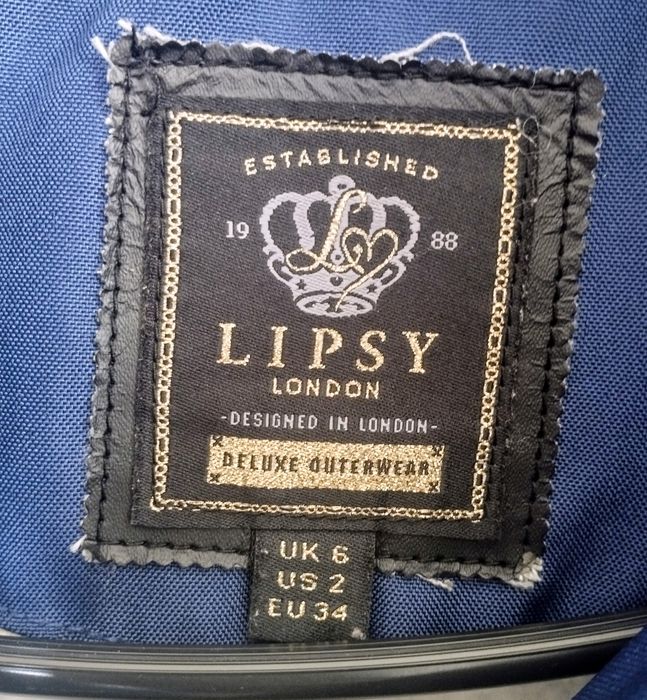 ESTABLISHED
19 88
LIPSY
LONDON
-DESIGNED IN LONDON-
DELUXE OUTERWEAR
UK 6
US 2
EU 34